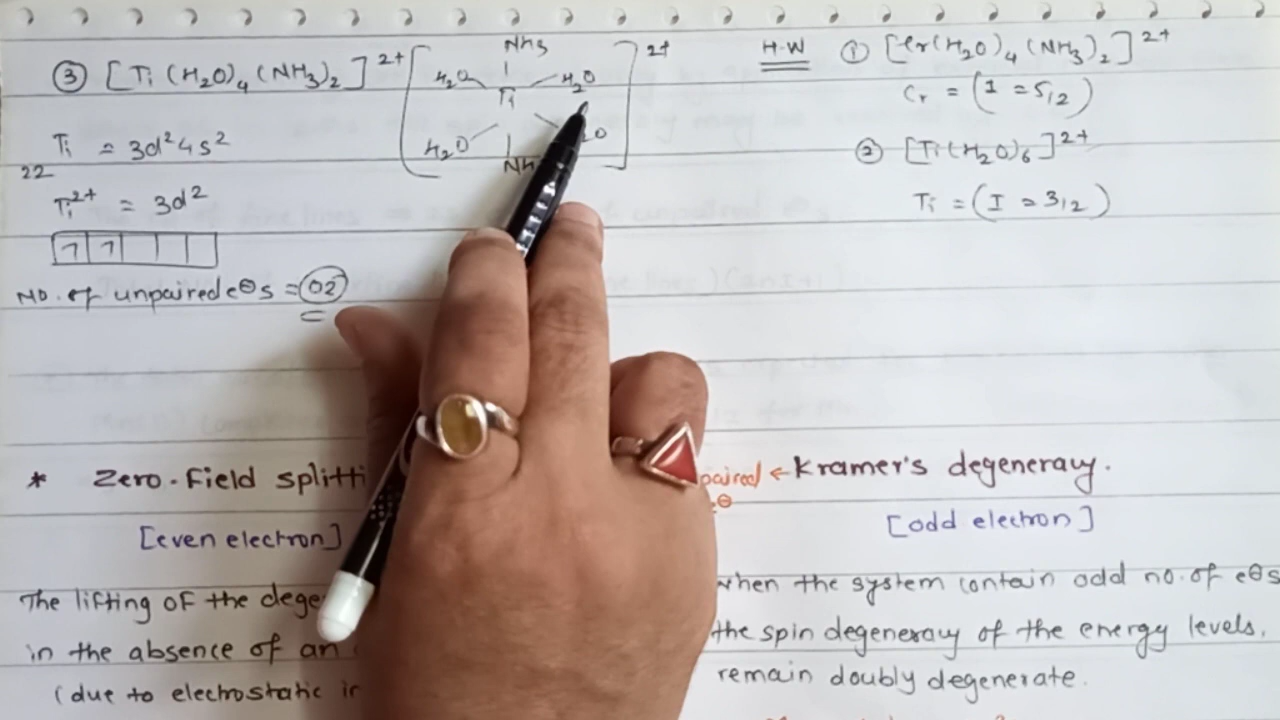 ③ [Ti(H2O)4(NH3)2]2+
[ NH3 ]2+
H2O H2O
Ti
H2O
Ti = 3d2 4s2
22
Ti2+ = 3d2
1 1
No. of unpaired e⊖s = 02
H.W ① [Cr(H2O)4(NH3)2]2+
Cr = (I = 5/2)
② [Ti(H2O)6]2+
Ti = (I = 3/2)
* Zero-Field
[even electron]
The lifting of the
in the absence of an
(due to electrostatic
paired ← Kramer's degeneracy.
e⊖
[odd electron]
when the system contain odd no. of e⊖s
the spin degeneracy of the energy levels,
remain doubly degenerate.